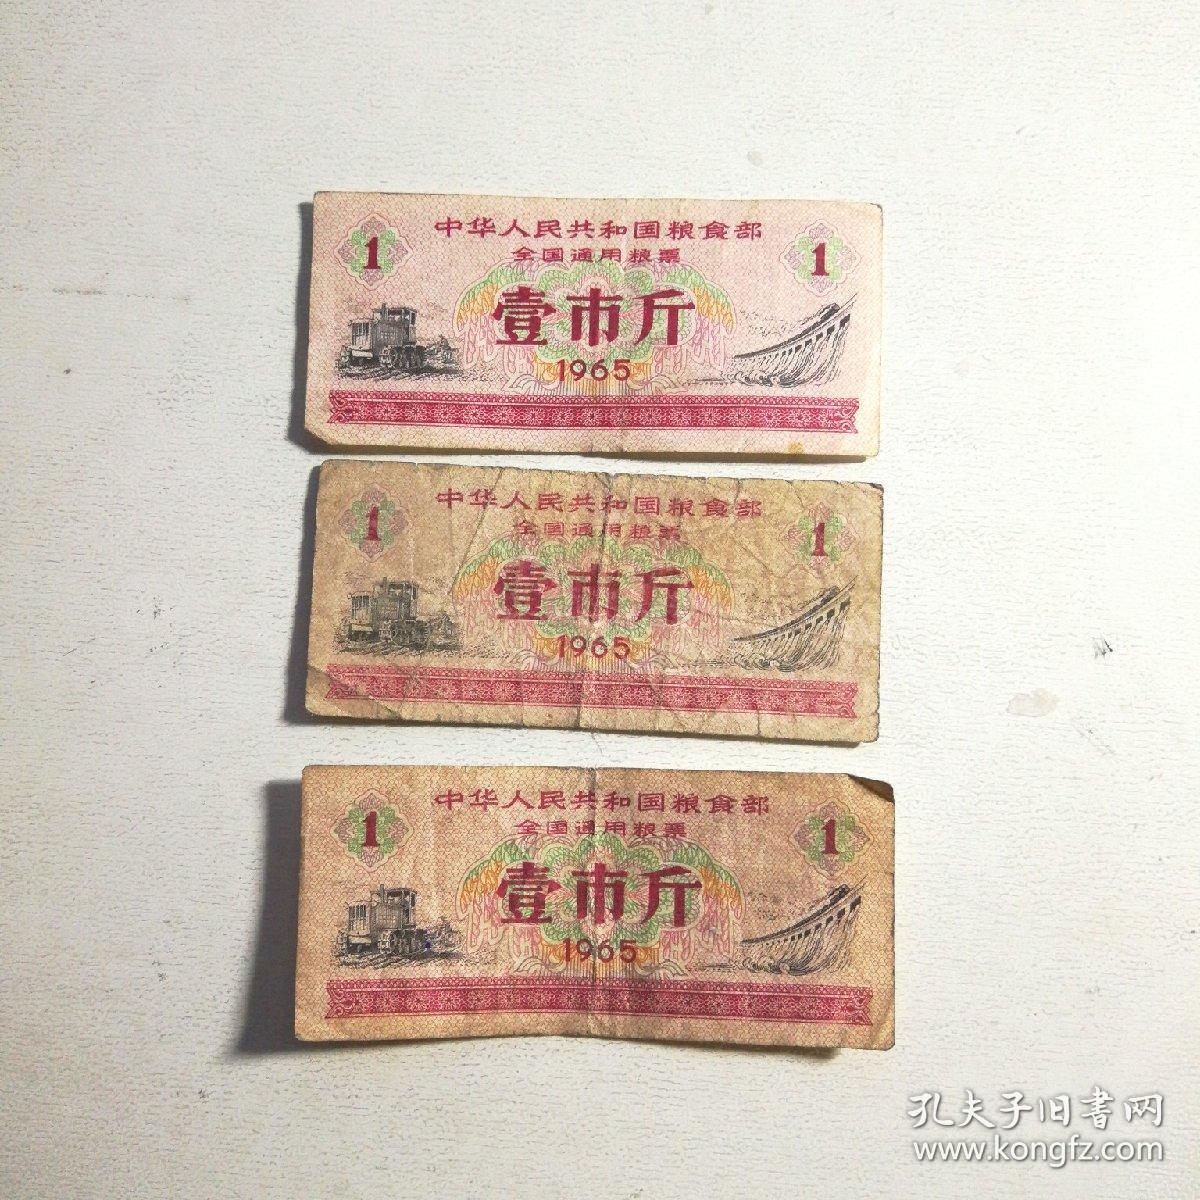 中华人民共和国粮食部
全国通用粮票
1
1
壹市斤
1965
中华人民共和国粮食部
全国通用粮票
1
1
壹市斤
1965
中华人民共和国粮食部
全国通用粮票
1
1
壹市斤
1965
孔夫子旧書网
www.kongfz.com